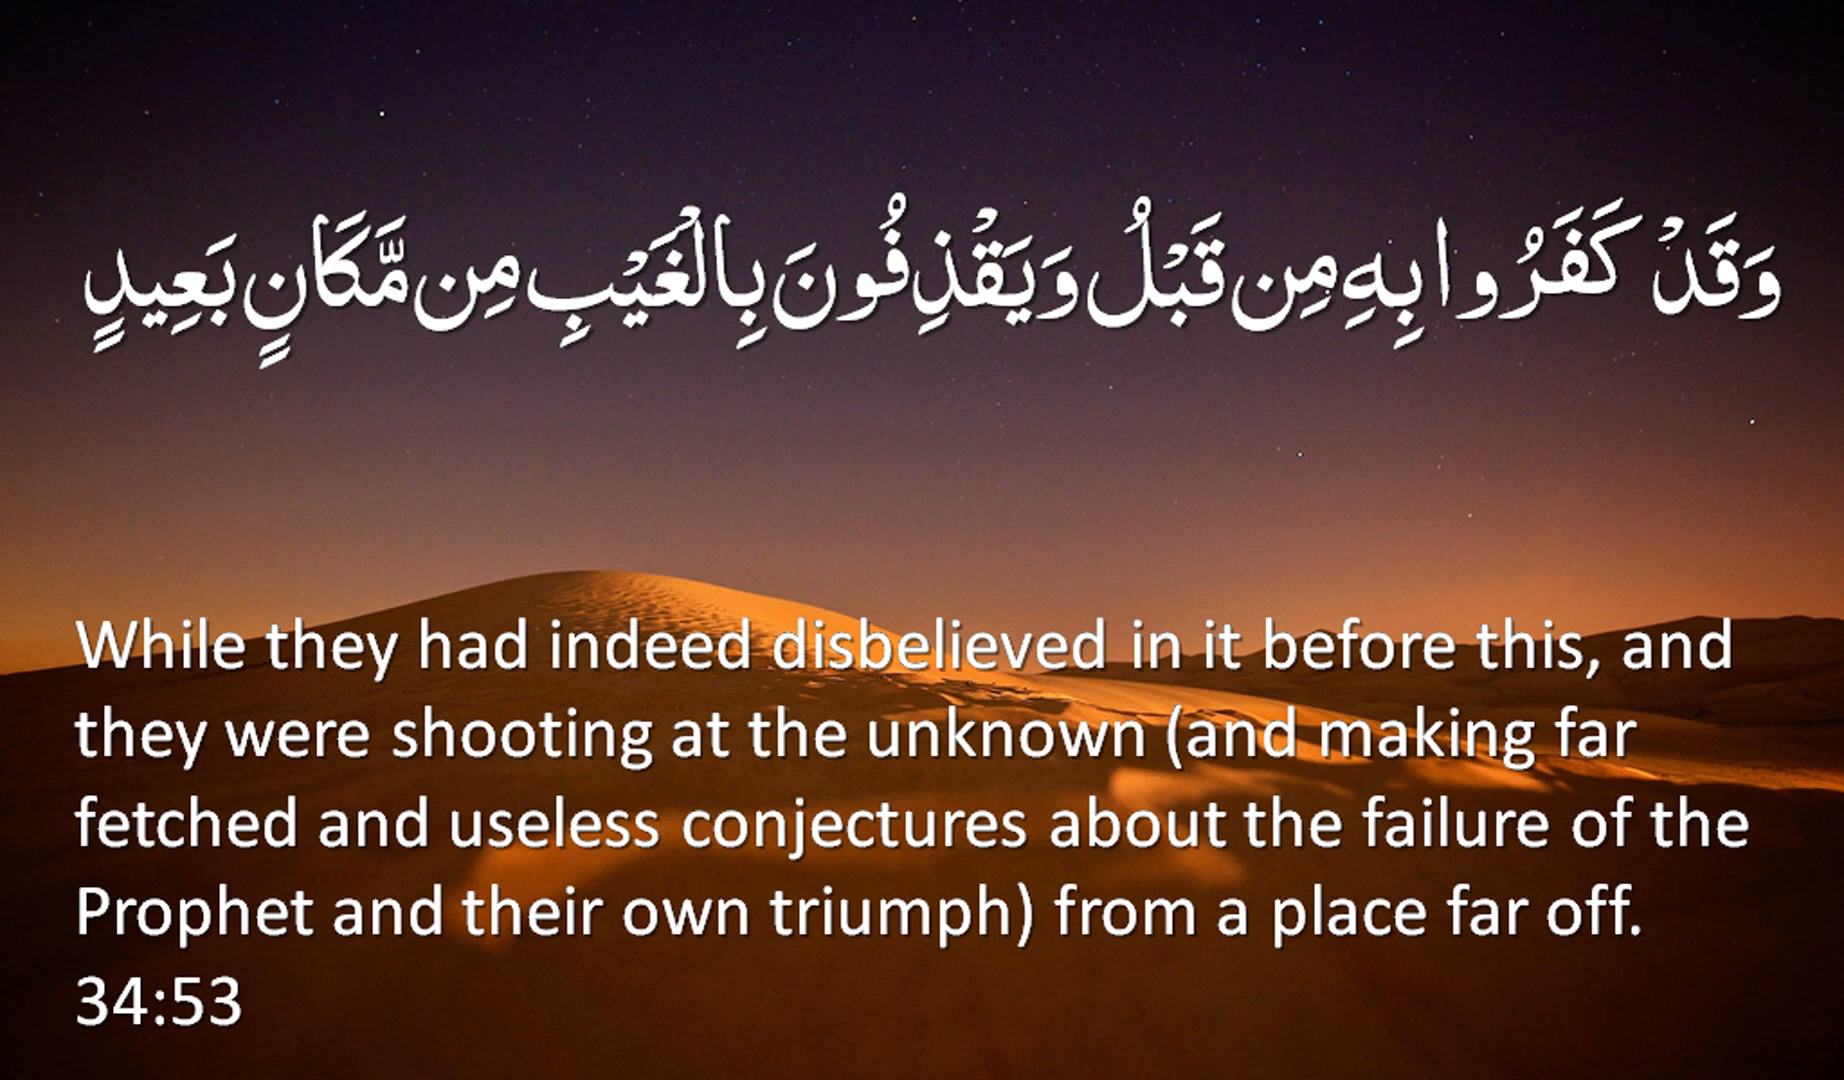 وَقَدْ كَفَرُوا بِهِ مِن قَبْلُ وَيَقْذِفُونَ بِالْغَيْبِ مِن مَّكَانٍ بَعِيدٍ
While they had indeed disbelieved in it before this, and
they were shooting at the unknown (and making far
fetched and useless conjectures about the failure of the
Prophet and their own triumph) from a place far off.
34:53